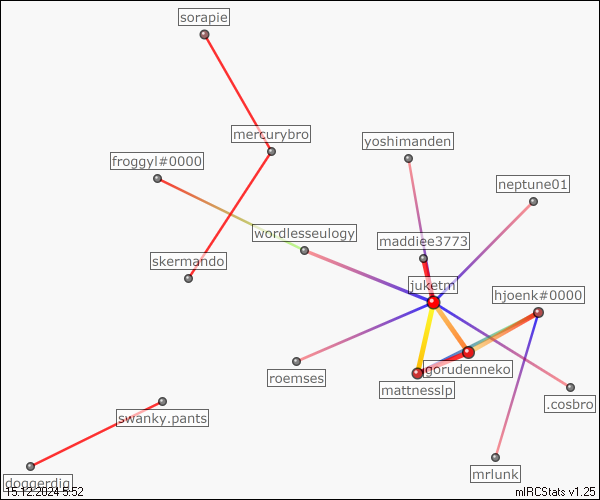 sorapie
mercurybro
yoshimanden
froggyl#0000
neptune01
wordlesseulogy
maddiee3773
skermando
juketm
hjoenk#0000
gorudenneko
roemses
mattnesslp
.cosbro
swanky.pants
mrlunk
doggerdig
15.12.2024 5:52
mIRCStats v1.25